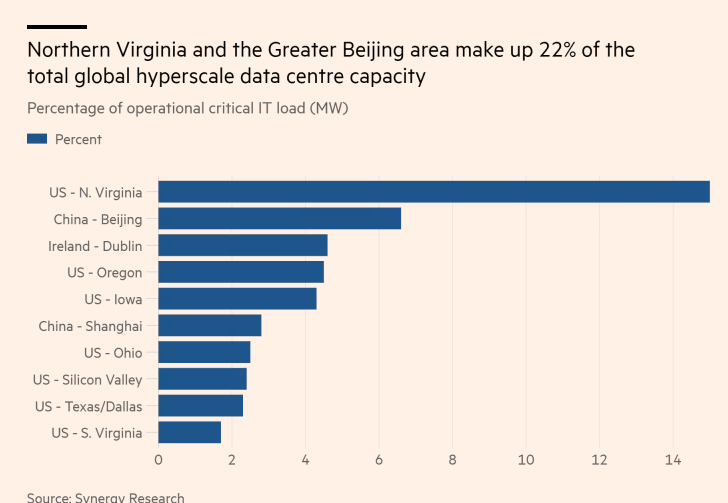 Northern Virginia and the Greater Beijing area make up 22% of the
total global hyperscale data centre capacity
Percentage of operational critical IT load (MW)
Percent
US - N. Virginia
China - Beijing
Ireland - Dublin
US - Oregon
US - Iowa
China - Shanghai
US - Ohio
US - Silicon Valley
US - Texas/Dallas
US - S. Virginia
0 2 4 6 8 10 12 14
Source: Synergy Research